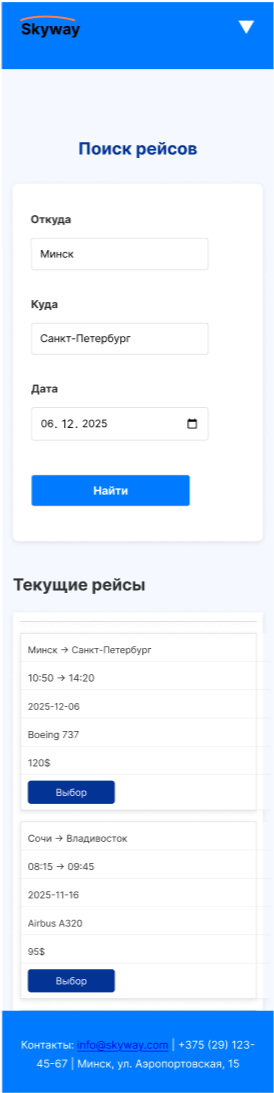 Skyway
Поиск рейсов
Откуда
Минск
Куда
Санкт-Петербург
Дата
06. 12. 2025
Найти
Текущие рейсы
Минск → Санкт-Петербург
10:50 → 14:20
2025-12-06
Boeing 737
120$
Выбор
Сочи → Владивосток
08:15 → 09:45
2025-11-16
Airbus A320
95$
Выбор
Контакты: info@skyway.com | +375 (29) 123-
45-67 | Минск, ул. Аэропортовская, 15